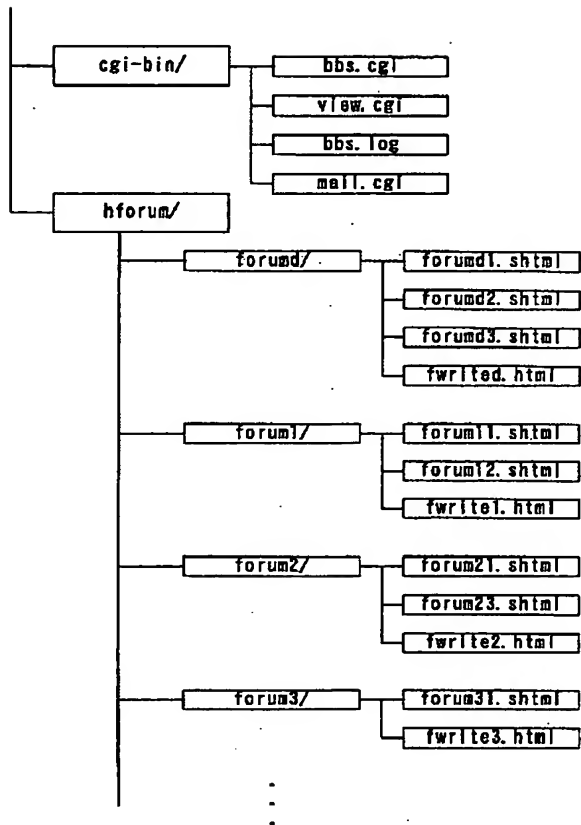 cgi-bin/
bbs.cgi
view.cgi
bbs.log
mail.cgi
hforum/
forumd/
forumd1.shtml
forumd2.shtml
forumd3.shtml
fwrited.html
forum1/
forum11.shtml
forum12.shtml
fwrite1.html
forum2/
forum21.shtml
forum23.shtml
fwrite2.html
forum3/
forum31.shtml
fwrite3.html